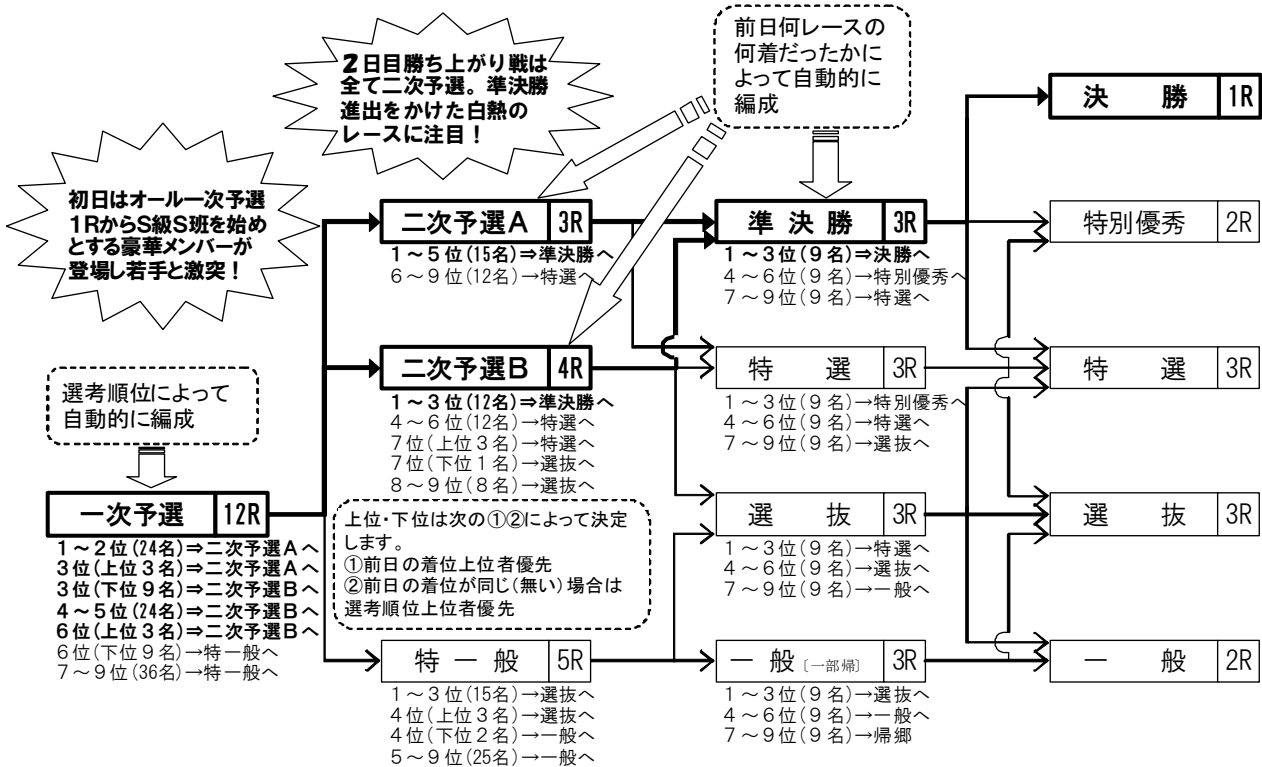 2日目勝ち上がり戦は
全て二次予選。準決勝
進出をかけた白熱の
レースに注目！
前日何レースの
何着だったかに
よって自動的に
編成
初日はオール一次予選
1RからS級S班を始め
とする豪華メンバーが
登場し若手と激突！
選考順位によって
自動的に編成
一次予選 12R
1～2位(24名)⇒二次予選Aへ
3位(上位3名)⇒二次予選Aへ
3位(下位9名)⇒二次予選Bへ
4～5位(24名)⇒二次予選Bへ
6位(上位3名)⇒二次予選Bへ
6位(下位9名)→特一般へ
7～9位(36名)→特一般へ
二次予選A 3R
1～5位(15名)⇒準決勝へ
6～9位(12名)→特選へ
二次予選B 4R
1～3位(12名)⇒準決勝へ
4～6位(12名)→特選へ
7位(上位3名)→特選へ
7位(下位1名)→選抜へ
8～9位(8名)→選抜へ
上位・下位は次の①②によって決定
します。
①前日の着位上位者優先
②前日の着位が同じ(無い)場合は
選考順位上位者優先
特一般 5R
1～3位(15名)→選抜へ
4位(上位3名)→選抜へ
4位(下位2名)→一般へ
5～9位(25名)→一般へ
準決勝 3R
1～3位(9名)⇒決勝へ
4～6位(9名)→特別優秀へ
7～9位(9名)→特選へ
特選 3R
1～3位(9名)→特別優秀へ
4～6位(9名)→特選へ
7～9位(9名)→選抜へ
選抜 3R
1～3位(9名)→特選へ
4～6位(9名)→選抜へ
7～9位(9名)→一般へ
一般〔一部帰〕 3R
1～3位(9名)→選抜へ
4～6位(9名)→一般へ
7～9位(9名)→帰郷
決勝 1R
特別優秀 2R
特選 3R
選抜 3R
一般 2R